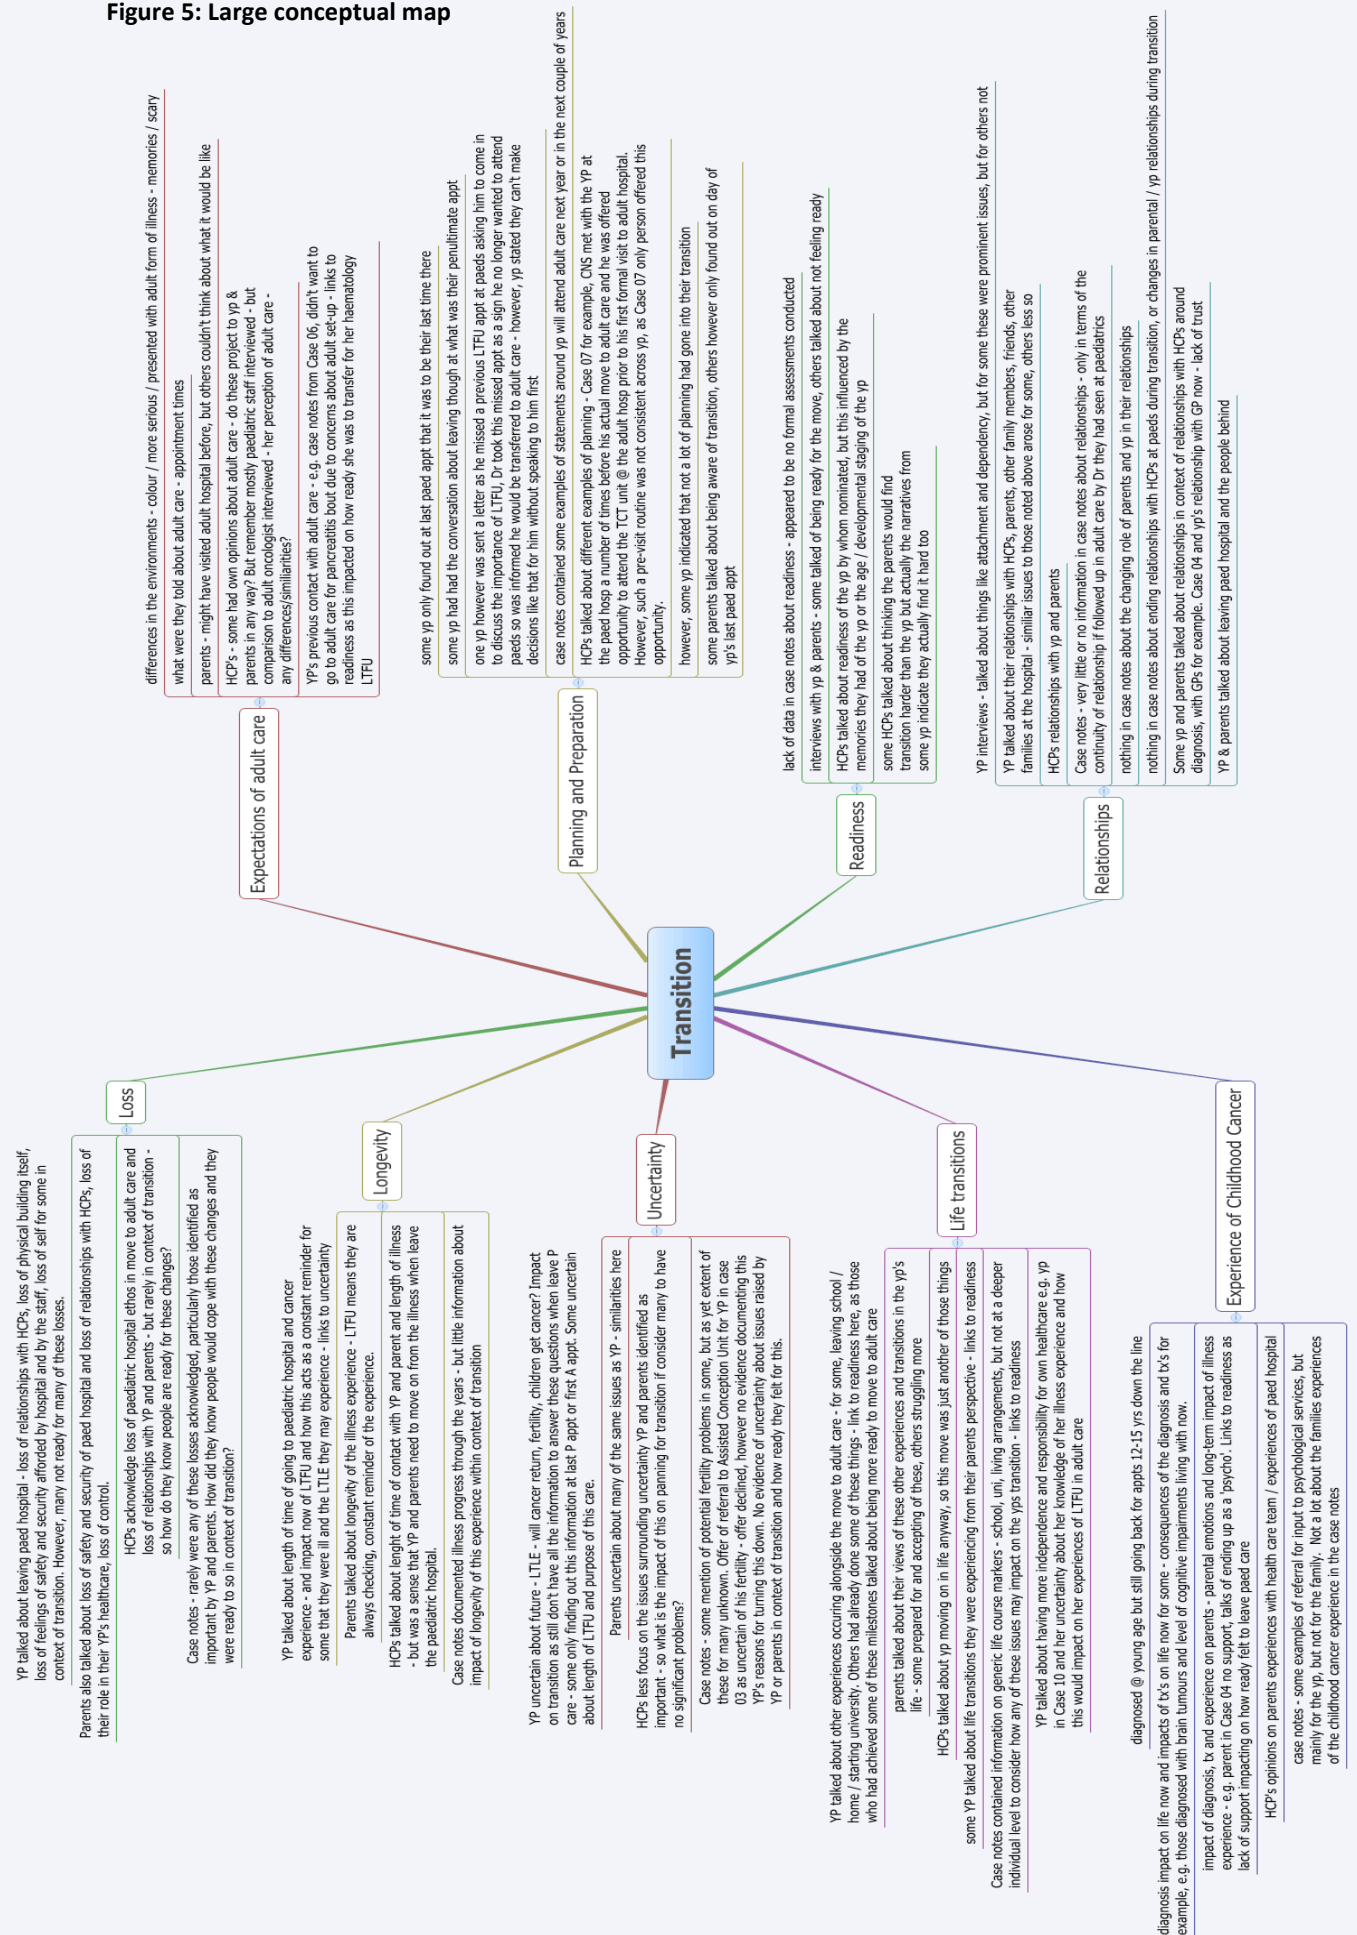 Figure 5: Large conceptual map
Transition
Expectations of adult care
differences in the environments - colour / more serious / presented with adult form of illness - memories / scary
what were they told about adult care - appointment times
parents - might have visited adult hospital before, but others couldn't think about what it would be like
HCP's - some had own opinions about adult care - do these project to yp &
parents in any way? But remember mostly paediatric staff interviewed - but
comparison to adult oncologist interviewed - her perception of adult care -
any differences/similarities?
YP's previous contact with adult care - e.g. case notes from Case 06, didn't want to
go to adult care for pancreatitis bout due to concerns about adult set-up - links to
readiness as this impacted on how ready she was to transfer for her haematology
LTFU
Planning and Preparation
some yp only found out at last paed appt that it was to be their last time there
some yp had had the conversation about leaving though at what was their penultimate appt
one yp however was sent a letter as he missed a previous LTFU appt at paeds asking him to come in
to discuss the importance of LTFU, Dr took this missed appt as a sign he no longer wanted to attend
paeds so was informed he would be transferred to adult care - however, yp stated they can't make
decisions like that for him without speaking to him first
case notes contained some examples of statements around yp will attend adult care next year or in the next couple of years
HCPs talked about different examples of planning - Case 07 for example, CNS met with the YP at
the paed hosp a number of times before his actual move to adult care and he was offered
opportunity to attend the TCT unit @ the adult hosp prior to his first formal visit to adult hospital.
However, such a pre-visit routine was not consistent across yp, as Case 07 only person offered this
opportunity.
however, some yp indicated that not a lot of planning had gone into their transition
some parents talked about being aware of transition, others however only found out on day of
yp's last paed appt
Readiness
lack of data in case notes about readiness - appeared to be no formal assessments conducted
interviews with yp & parents - some talked of being ready for the move, others talked about not feeling ready
HCPs talked about readiness of the yp by whom nominated, but this influenced by the
memories they had of the yp or the age / developmental staging of the yp
some HCPs talked about thinking the parents would find
transition harder than the yp but actually the narratives from
some yp indicate they actually find it hard too
Relationships
YP interviews - talked about things like attachment and dependency, but for some these were prominent issues, but for others not
YP talked about their relationships with HCPs, parents, other family members, friends, other
families at the hospital - similiar issues to those noted above arose for some, others less so
HCPs relationships with yp and parents
Case notes - very little or no information in case notes about relationships - only in terms of the
continuity of relationship if followed up in adult care by Dr they had seen at paediatrics
nothing in case notes about the changing role of parents and yp in their relationships
nothing in case notes about ending relationships with HCPs at paeds during transition, or changes in parental / yp relationships during transition
Some yp and parents talked about relationships in context of relationships with HCPs around
diagnosis, with GPs for example. Case 04 and yp's relationship with GP now - lack of trust
YP & parents talked about leaving paed hospital and the people behind
Loss
YP talked about leaving paed hospital - loss of relationships with HCPs, loss of physical building itself,
loss of feelings of safety and security afforded by hospital and by the staff, loss of self for some in
context of transition. However, many not ready for many of these losses.
Parents also talked about loss of safety and security of paed hospital and loss of relationships with HCPs, loss of
their role in their YP's healthcare, loss of control.
HCPs acknowledge loss of paediatric hospital ethos in move to adult care and
loss of relationships with YP and parents - but rarely in context of transition -
so how do they know people are ready for these changes?
Case notes - rarely were any of these losses acknowledged, particularly those identified as
important by YP and parents. How did they know people would cope with these changes and they
were ready to so in context of transition?
Longevity
YP talked about length of time of going to paediatric hospital and cancer
experience - and impact now of LTFU and how this acts as a constant reminder for
some that they were ill and the LTLE they may experience - links to uncertainty
Parents talked about longevity of the illness experience - LTFU means they are
always checking, constant reminder of the experience.
HCPs talked about lenght of time of contact with YP and parent and length of illness
- but was a sense that YP and parents need to move on from the illness when leave
the paediatric hospital.
Case notes documented illness progress through the years - but little information about
impact of longevity of this experience within context of transition
Uncertainty
YP uncertain about future - LTLE - will cancer return, fertility, children get cancer? Impact
on transition as still don't have all the information to answer these questions when leave P
care - some only finding out this information at last P appt or first A appt. Some uncertain
about length of LTFU and purpose of this care.
Parents uncertain about many of the same issues as YP - similarities here
HCPs less focus on the issues surrounding uncertainty YP and parents identified as
important - so what is the impact of this on panning for transition if consider many to have
no significant problems?
Case notes - some mention of potential fertility problems in some, but as yet extent of
these for many unknown. Offer of referral to Assisted Conception Unit for YP in case
03 as uncertain of his fertility - offer declined, however no evidence documenting this
YP's reasons for turning this down. No evidence of uncertainty about issues raised by
YP or parents in context of transition and how ready they felt for this.
Life transitions
YP talked about other experiences occuring alongside the move to adult care - for some, leaving school /
home / starting university. Others had already done some of these things - link to readiness here, as those
who had achieved some of these milestones talked about being more ready to move to adult care
parents talked about their views of these other experiences and transitions in the yp's
life - some prepared for and accepting of these, others struggling more
HCPs talked about yp moving on in life anyway, so this move was just another of those things
some YP talked about life transitions they were experiencing from their parents perspective - links to readiness
Case notes contained information on generic life course markers - school, uni, living arrangements, but not at a deeper
individual level to consider how any of these issues may impact on the yps transition - links to readiness
YP talked about having more independence and responsibility for own healthcare e.g. yp
in Case 10 and her uncertainty about her knowledge of her illness experience and how
this would impact on her experiences of LTFU in adult care
Experience of Childhood Cancer
diagnosed @ young age but still going back for appts 12-15 yrs down the line
diagnosis impact on life now and impacts of tx's on life now for some - consequences of the diagnosis and tx's for
example, e.g. those diagnosed with brain tumours and level of cognitive impairments living with now.
impact of diagnosis, tx and experience on parents - parental emotions and long-term impact of illness
experience - e.g. parent in Case 04 no support, talks of ending up as a 'psycho'. Links to readiness as
lack of support impacting on how ready felt to leave paed care
HCP's opinions on parents experiences with health care team / experiences of paed hospital
case notes - some examples of referral for input to psychological services, but
mainly for the yp, but not for the family. Not a lot about the families experiences
of the childhood cancer experience in the case notes